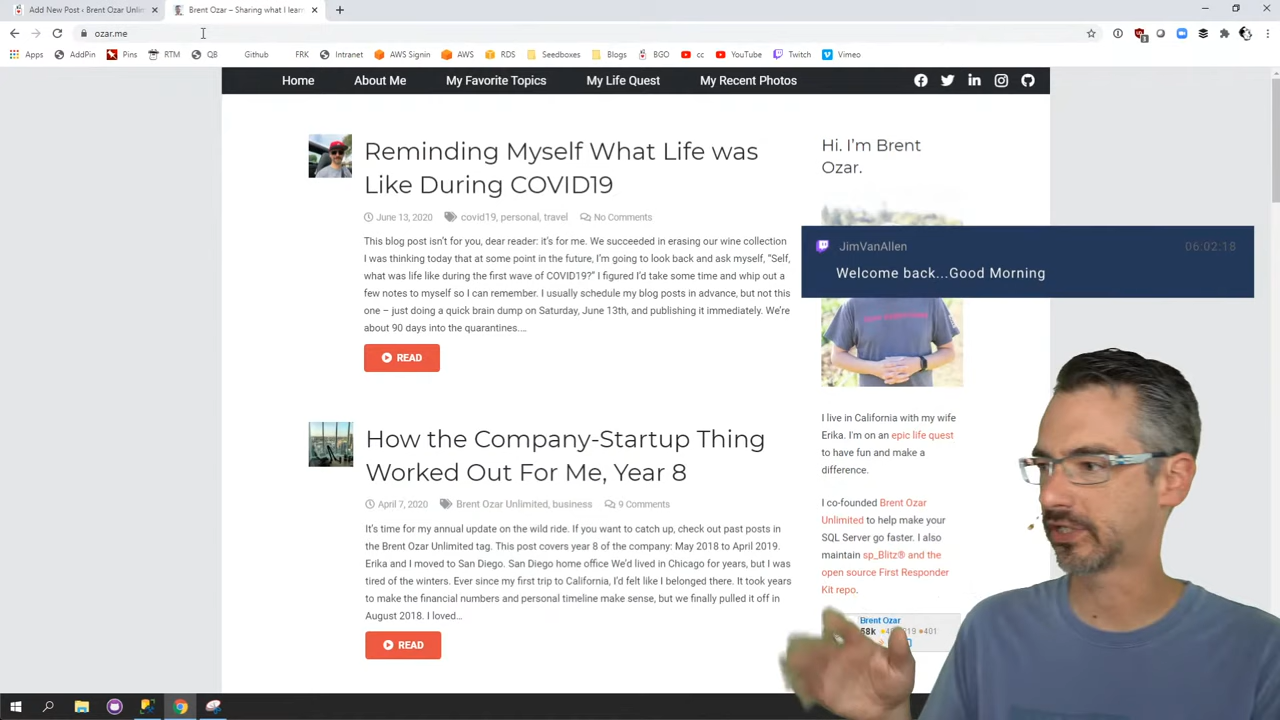 Add New Post ‹ Brent Ozar Unlim
Brent Ozar – Sharing what I learn
ozar.me
Apps
AddPin
Pins
RTM
QB
Github
FRK
Intranet
AWS Signin
AWS
RDS
Seedboxes
Blogs
BGO
cc
YouTube
Twitch
Vimeo
Home
About Me
My Favorite Topics
My Life Quest
My Recent Photos
Reminding Myself What Life was
Like During COVID19
June 13, 2020
covid19, personal, travel
No Comments
This blog post isn't for you, dear reader: it's for me. We succeeded in erasing our wine collection
I was thinking today that at some point in the future, I'm going to look back and ask myself, "Self,
what was life like during the first wave of COVID19?" I figured I'd take some time and whip out a
few notes to myself so I can remember. I usually schedule my blog posts in advance, but not this
one – just doing a quick brain dump on Saturday, June 13th, and publishing it immediately. We're
about 90 days into the quarantines....
READ
How the Company-Startup Thing
Worked Out For Me, Year 8
April 7, 2020
Brent Ozar Unlimited, business
9 Comments
It's time for my annual update on the wild ride. If you want to catch up, check out past posts in
the Brent Ozar Unlimited tag. This post covers year 8 of the company: May 2018 to April 2019.
Erika and I moved to San Diego. San Diego home office We'd lived in Chicago for years, but I was
tired of the winters. Ever since my first trip to California, I'd felt like I belonged there. It took years
to make the financial numbers and personal timeline make sense, but we finally pulled it off in
August 2018. I loved…
READ
Hi. I'm Brent
Ozar.
JimVanAllen
06:02:18
Welcome back...Good Morning
I live in California with my wife
Erika. I'm on an epic life quest
to have fun and make a
difference.
I co-founded Brent Ozar
Unlimited to help make your
SQL Server go faster. I also
maintain sp_Blitz® and the
open source First Responder
Kit repo.
Brent Ozar
401